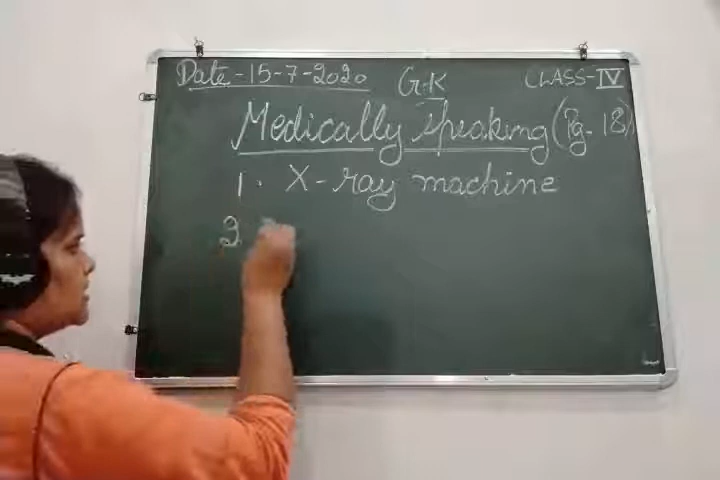 Date-15-7-2020 G.K CLASS-IV
Medically speaking (Pg. 18)
1. X-ray machine
2